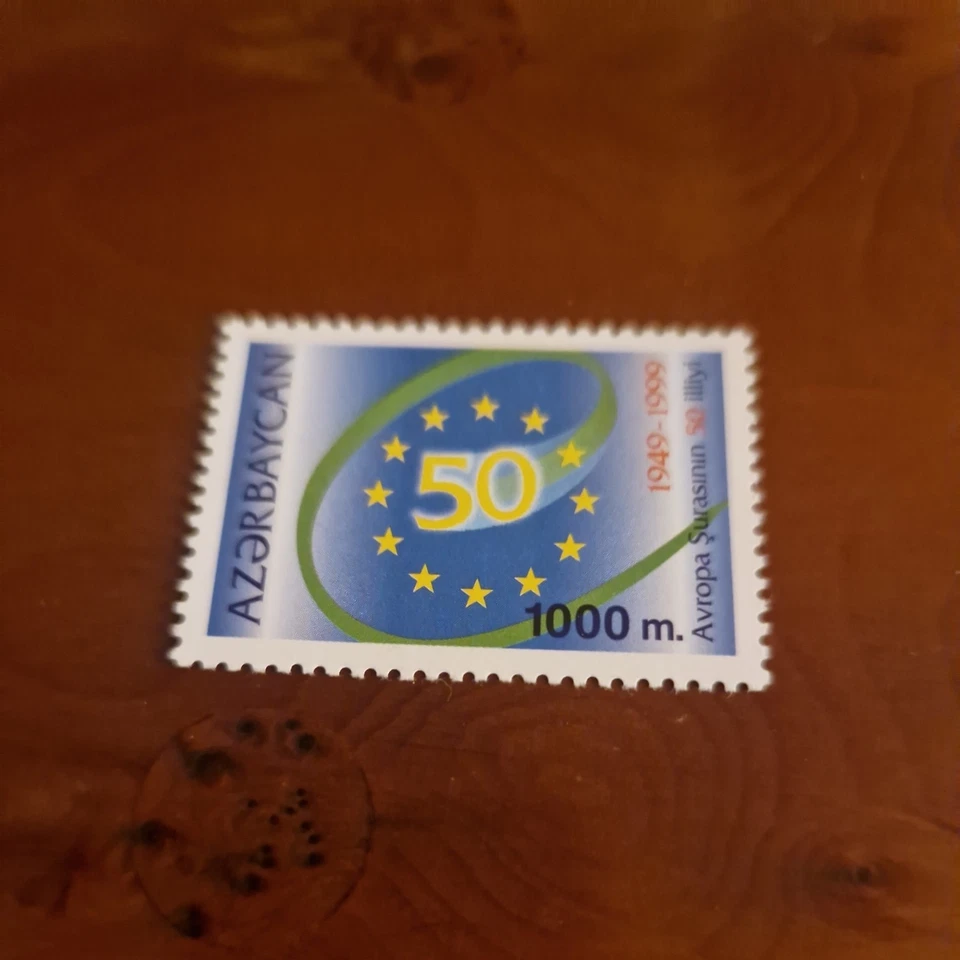 AZƏRBAYCAN
50
1949-1999
Avropa Şurasının 50 illiyi
1000 m.